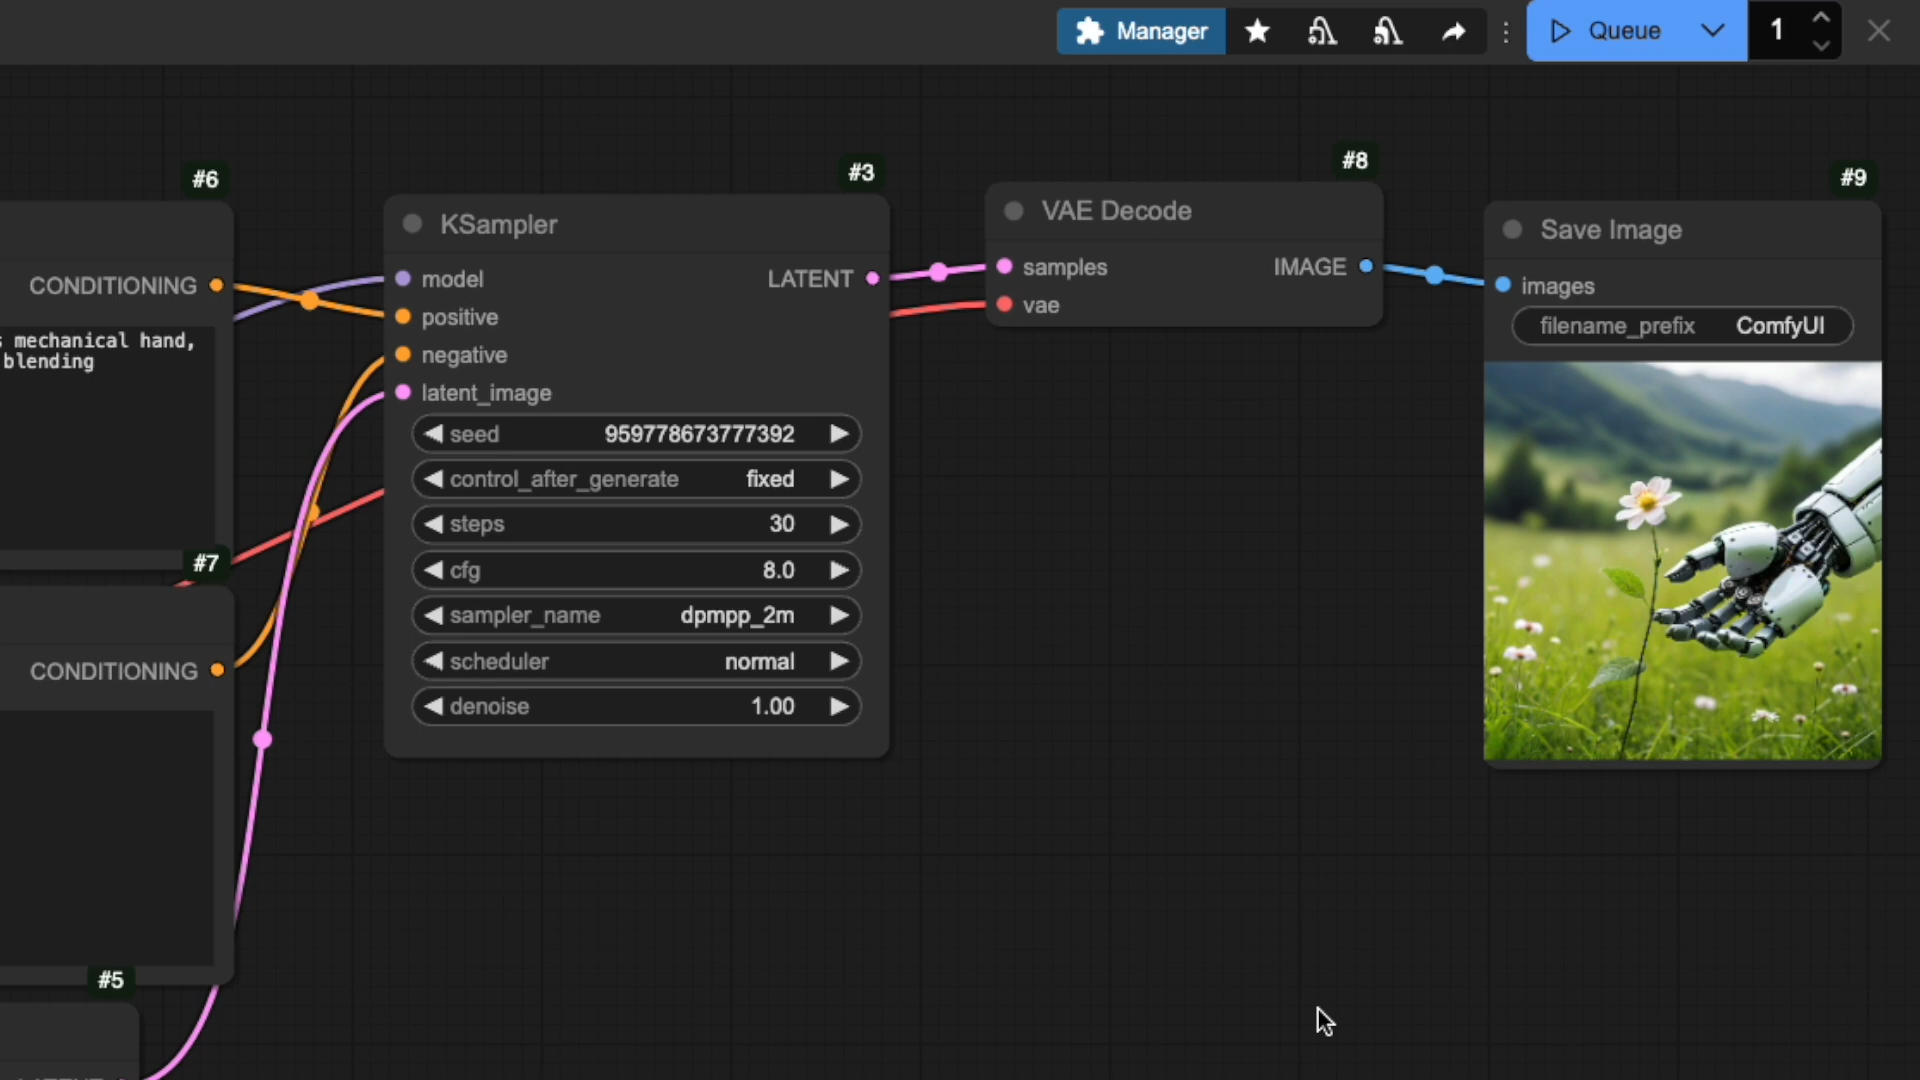 Manager
Queue
1
#6
CONDITIONING
mechanical hand,
blending
#7
CONDITIONING
#5
#3
KSampler
model
LATENT
positive
negative
latent_image
seed 959778673777392
control_after_generate fixed
steps 30
cfg 8.0
sampler_name dpmpp_2m
scheduler normal
denoise 1.00
#8
VAE Decode
samples
IMAGE
vae
#9
Save Image
images
filename_prefix ComfyUI